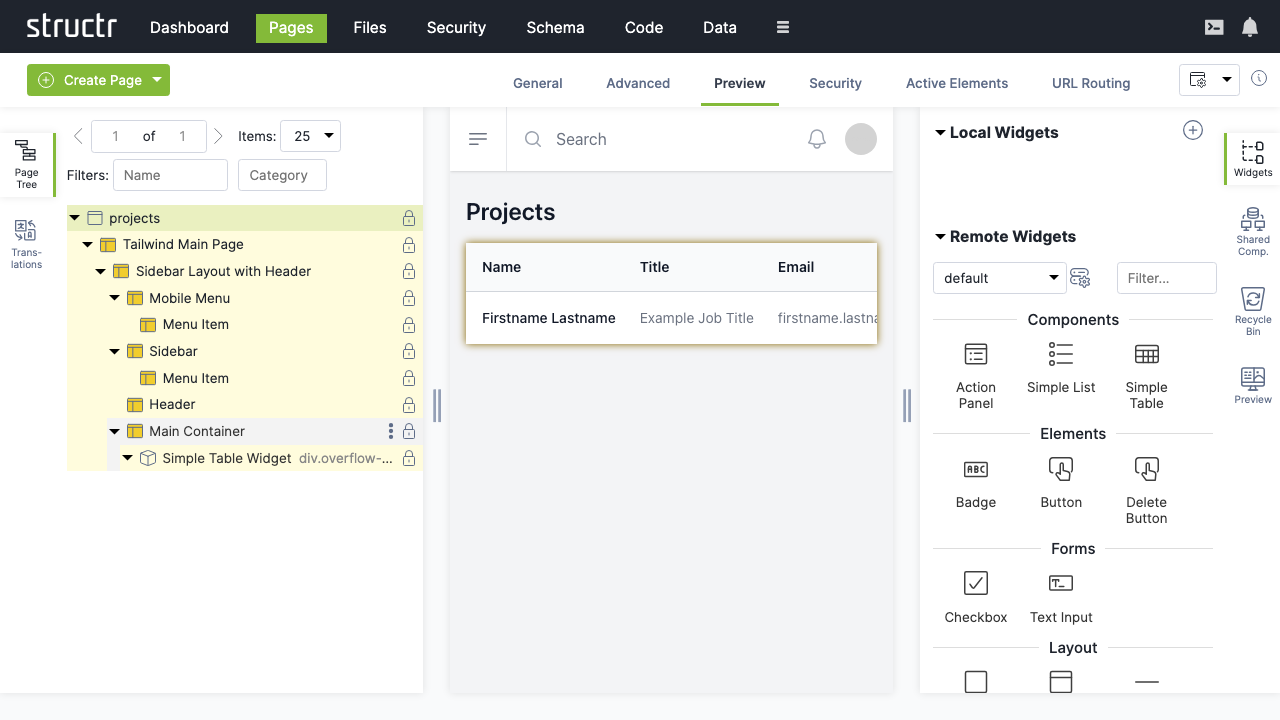 structr Dashboard Pages Files Security Schema Code Data
Create Page General Advanced Preview Security Active Elements URL Routing
Page
Tree
Trans-
lations
1 of 1 Items: 25
Filters: Name Category
projects
Tailwind Main Page
Sidebar Layout with Header
Mobile Menu
Menu Item
Sidebar
Menu Item
Header
Main Container
Simple Table Widget div.overflow-...
Search
Projects
Name Title Email
Firstname Lastname Example Job Title firstname.lastna
Local Widgets
Remote Widgets
default Filter...
Components
Action
Panel
Simple List
Simple
Table
Elements
ABC
Badge
Button
Delete
Button
Forms
Checkbox
Text Input
Layout
Widgets
Shared
Comp.
Recycle
Bin
Preview